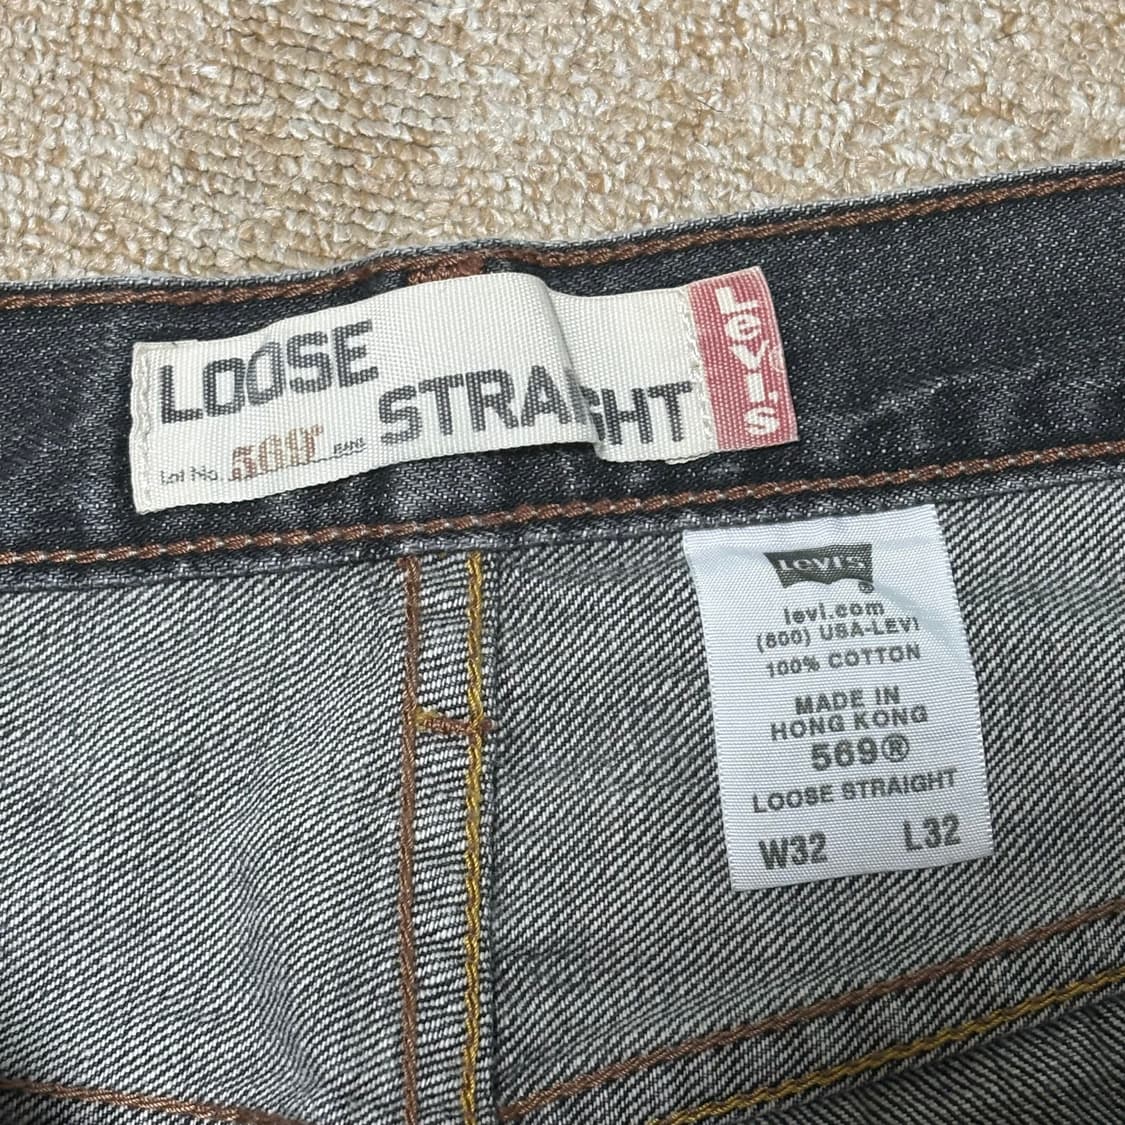 LOOSE
STRAIGHT
Lot No. 569 JEANS
LeVI'S
LeVI'S
®
levi.com
(800) USA-LEVI
100% COTTON
MADE IN
HONG KONG
569®
LOOSE STRAIGHT
W32 L32